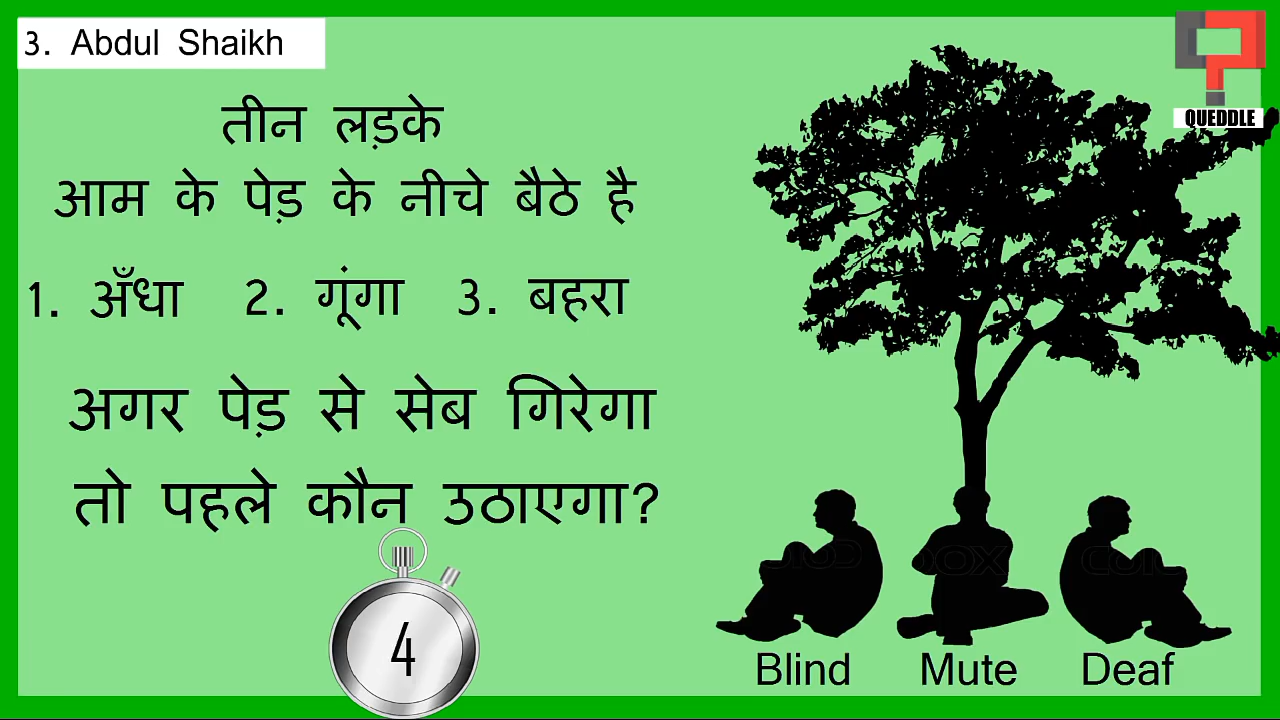 3. Abdul Shaikh
QUEDDLE
तीन लड़के
आम के पेड़ के नीचे बैठे है
1. अँधा 2. गूंगा 3. बहरा
अगर पेड़ से सेब गिरेगा
तो पहले कौन उठाएगा?
4
Blind Mute Deaf